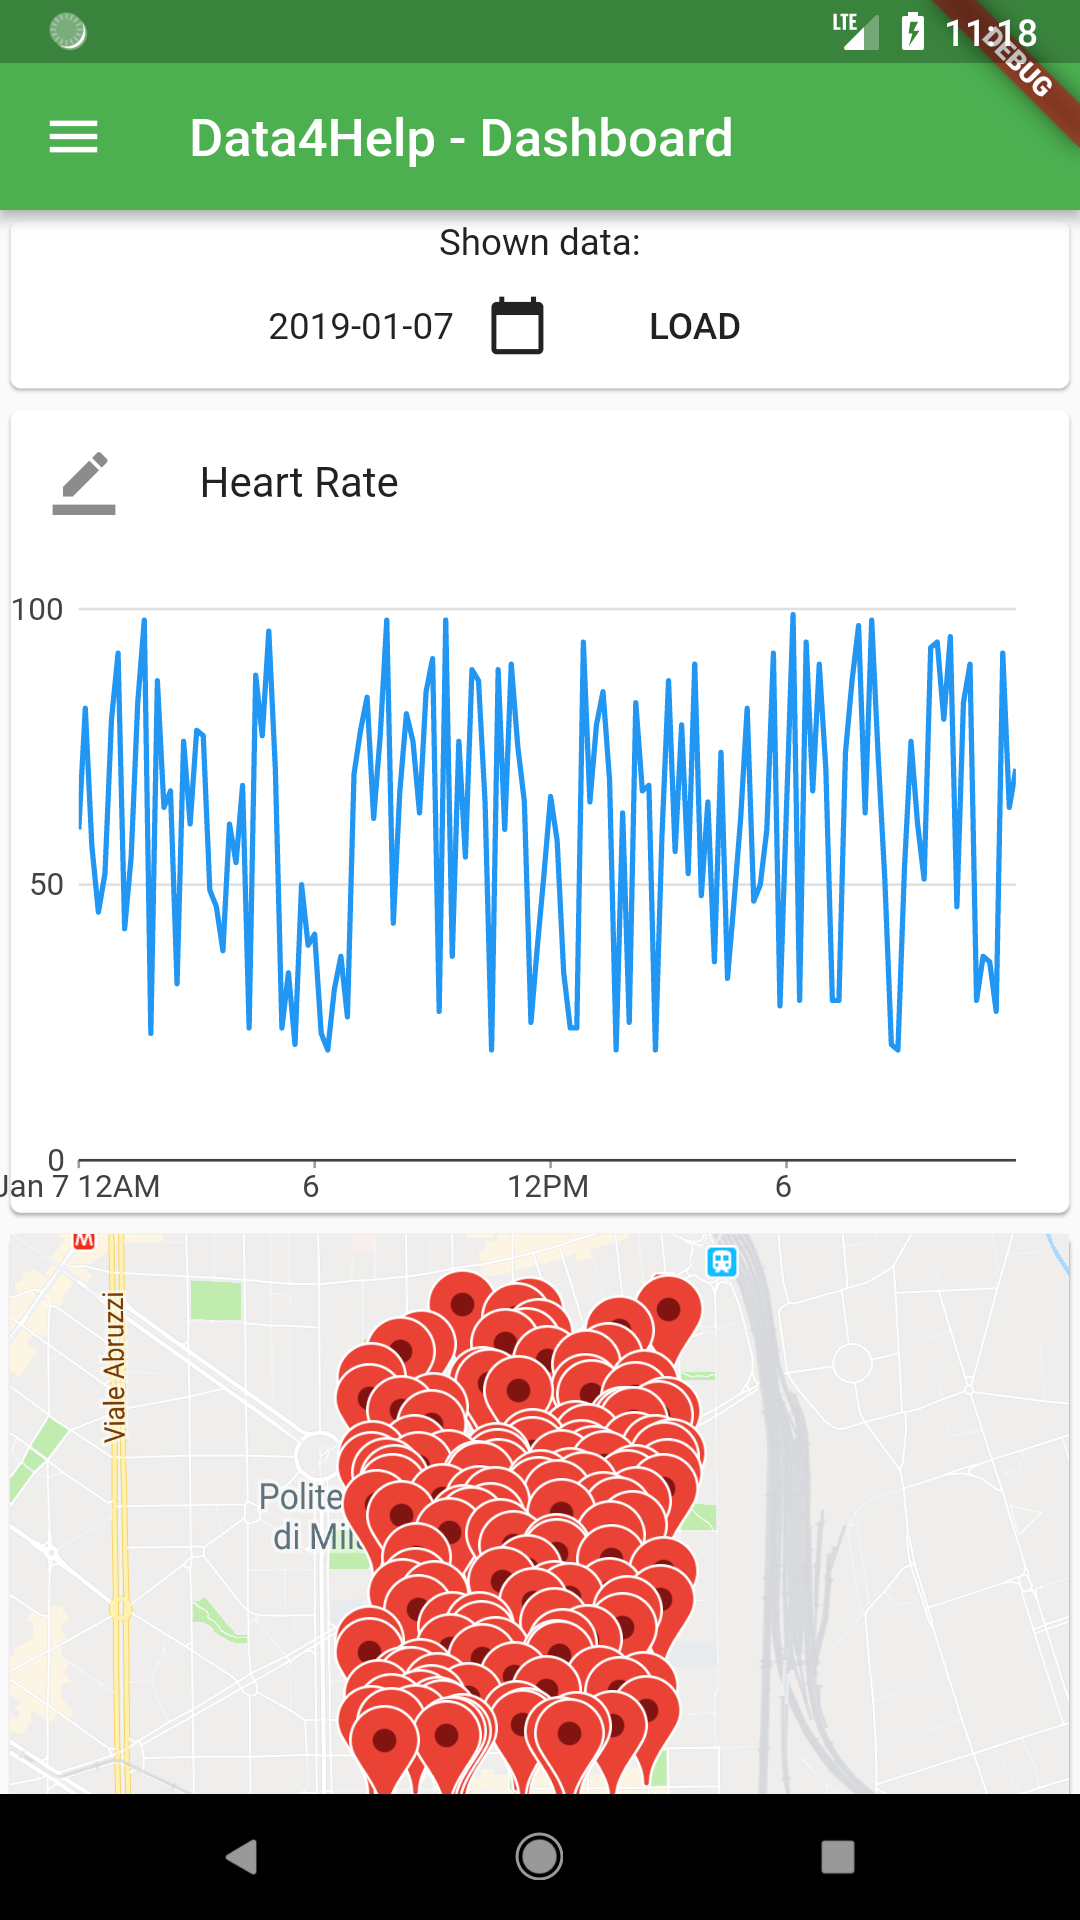 LTE 11:18
DEBUG
Data4Help - Dashboard
Shown data:
2019-01-07 LOAD
Heart Rate
100
50
0
Jan 7 12AM 6 12PM 6
M
Viale Abruzzi
Polite
di Mil